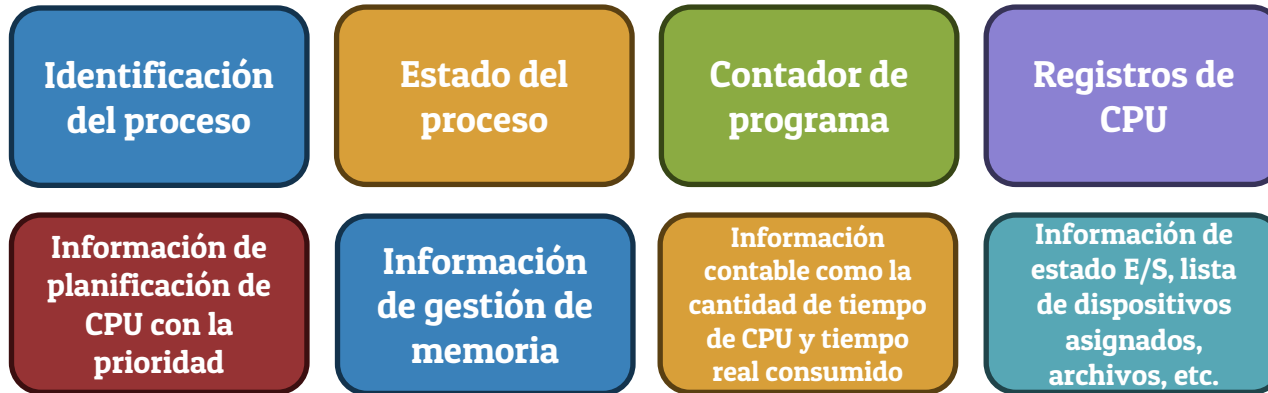 Identificación
del proceso
Estado del
proceso
Contador de
programa
Registros de
CPU
Información de
planificación de
CPU con la
prioridad
Información
de gestión de
memoria
Información
contable como la
cantidad de tiempo
de CPU y tiempo
real consumido
Información de
estado E/S, lista
de dispositivos
asignados,
archivos, etc.